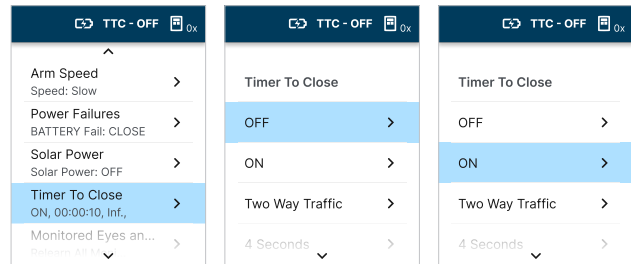 TTC - OFF 0x
Arm Speed
Speed: Slow
Power Failures
BATTERY Fail: CLOSE
Solar Power
Solar Power: OFF
Timer To Close
ON, 00:00:10, Inf.,
Monitored Eyes an...
TTC - OFF 0x
Timer To Close
OFF
ON
Two Way Traffic
4 Seconds
TTC - OFF 0x
Timer To Close
OFF
ON
Two Way Traffic
4 Seconds